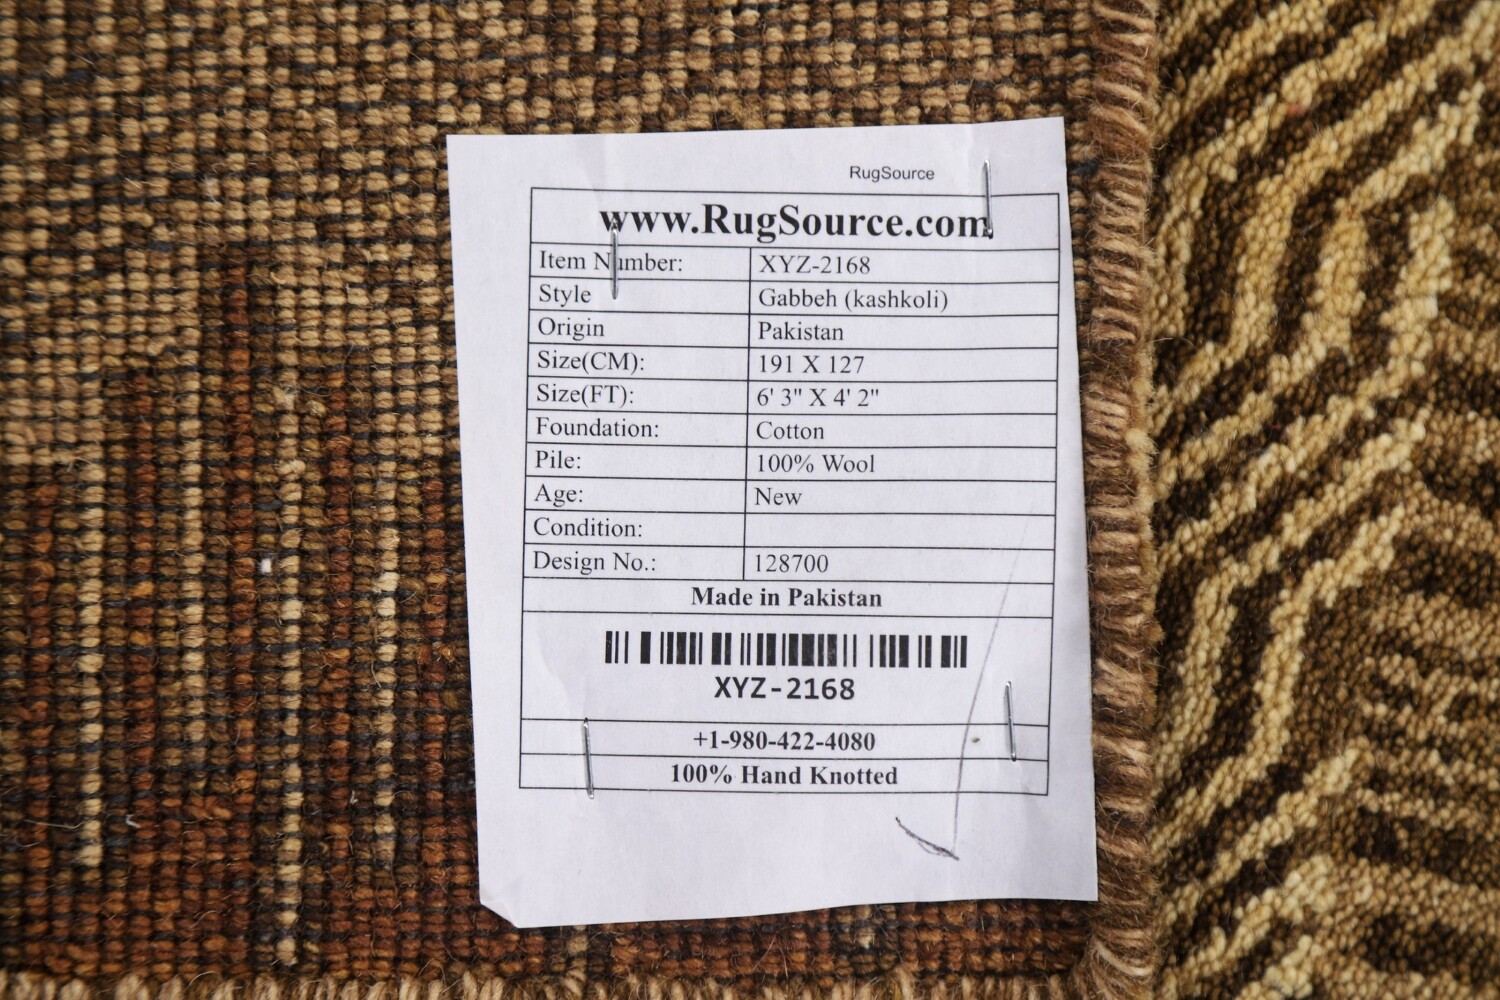 RugSource
www.RugSource.com
Item Number: XYZ-2168
Style Gabbeh (kashkoli)
Origin Pakistan
Size(CM): 191 X 127
Size(FT): 6' 3" X 4' 2"
Foundation: Cotton
Pile: 100% Wool
Age: New
Condition:
Design No.: 128700
Made in Pakistan
XYZ-2168
+1-980-422-4080
100% Hand Knotted